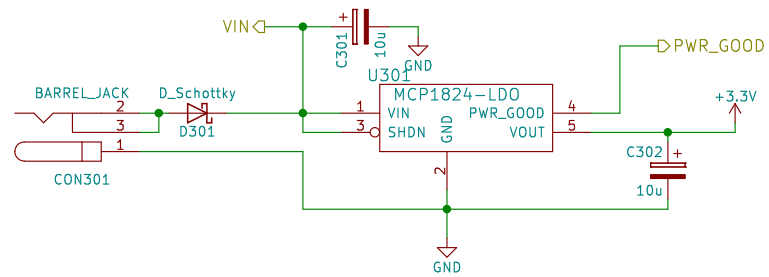 VIN
C301
+
10u
GND
PWR_GOOD
U301
BARREL_JACK
D_Schottky
MCP1824-LDO
+3.3V
2
1
VIN
PWR_GOOD
4
3
D301
3
SHDN
GND
VOUT
5
1
CON301
2
C302
+
10u
GND